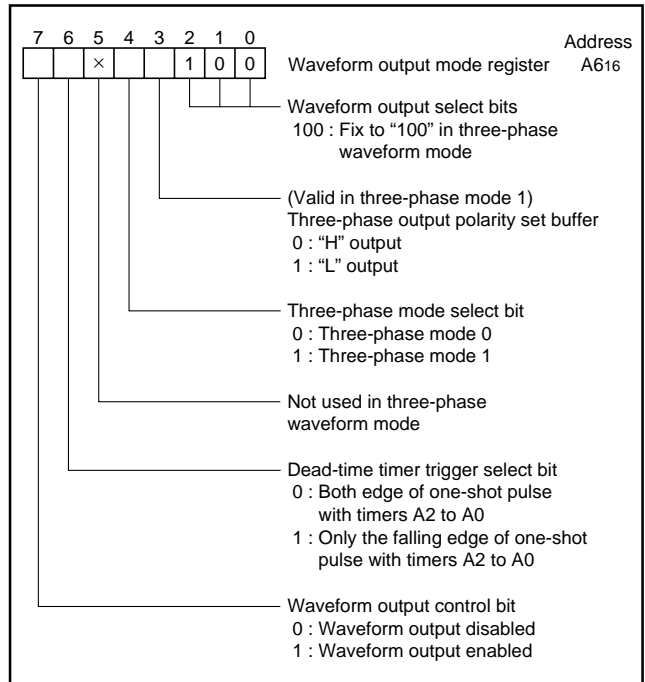 7 6 5 4 3 2 1 0
Address
× 1 0 0 Waveform output mode register A616
Waveform output select bits
100 : Fix to “100” in three-phase
waveform mode
(Valid in three-phase mode 1)
Three-phase output polarity set buffer
0 : “H” output
1 : “L” output
Three-phase mode select bit
0 : Three-phase mode 0
1 : Three-phase mode 1
Not used in three-phase
waveform mode
Dead-time timer trigger select bit
0 : Both edge of one-shot pulse
with timers A2 to A0
1 : Only the falling edge of one-shot
pulse with timers A2 to A0
Waveform output control bit
0 : Waveform output disabled
1 : Waveform output enabled